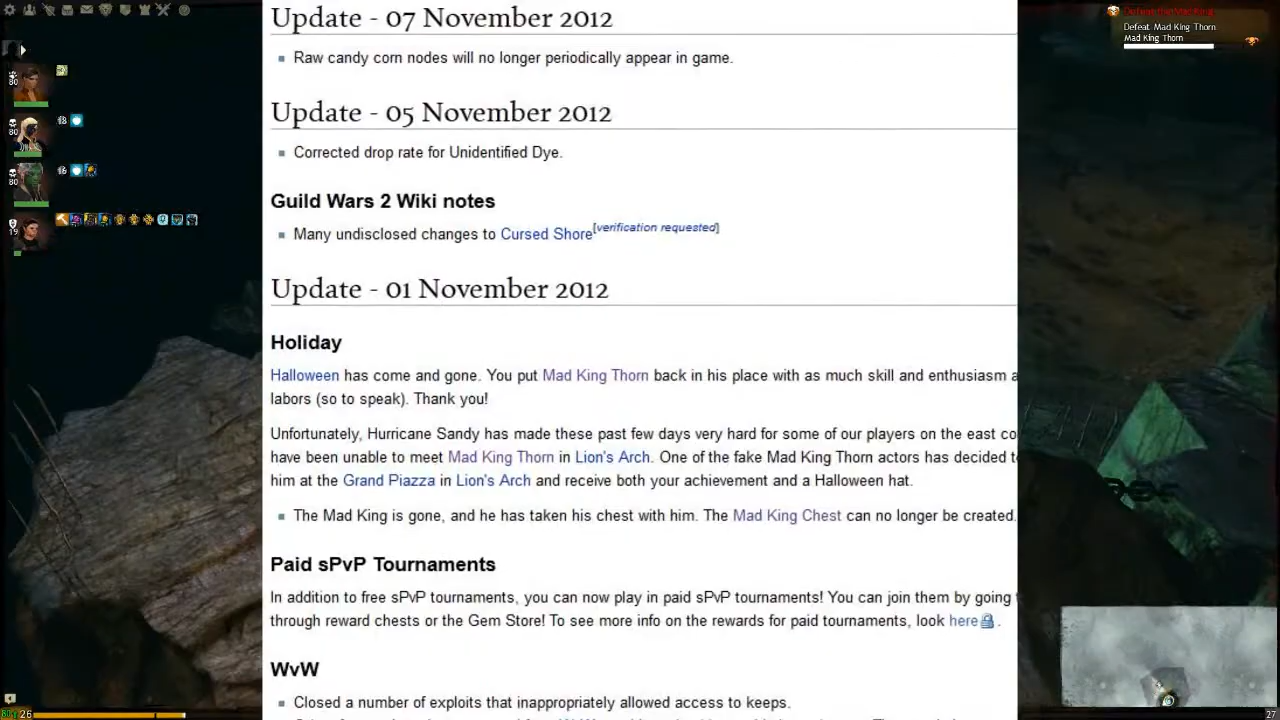 Update - 07 November 2012
Defeat the Mad King
Defeat Mad King Thorn
Mad King Thorn
Raw candy corn nodes will no longer periodically appear in game.
80
Update - 05 November 2012
80
Corrected drop rate for Unidentified Dye.
80
Guild Wars 2 Wiki notes
19
Many undisclosed changes to Cursed Shore[verification requested]
Update - 01 November 2012
Holiday
Halloween has come and gone. You put Mad King Thorn back in his place with as much skill and enthusiasm a
labors (so to speak). Thank you!
Unfortunately, Hurricane Sandy has made these past few days very hard for some of our players on the east co
have been unable to meet Mad King Thorn in Lion's Arch. One of the fake Mad King Thorn actors has decided t
him at the Grand Piazza in Lion's Arch and receive both your achievement and a Halloween hat.
The Mad King is gone, and he has taken his chest with him. The Mad King Chest can no longer be created.
Paid sPvP Tournaments
In addition to free sPvP tournaments, you can now play in paid sPvP tournaments! You can join them by going
through reward chests or the Gem Store! To see more info on the rewards for paid tournaments, look here.
WvW
Closed a number of exploits that inappropriately allowed access to keeps.
26
27